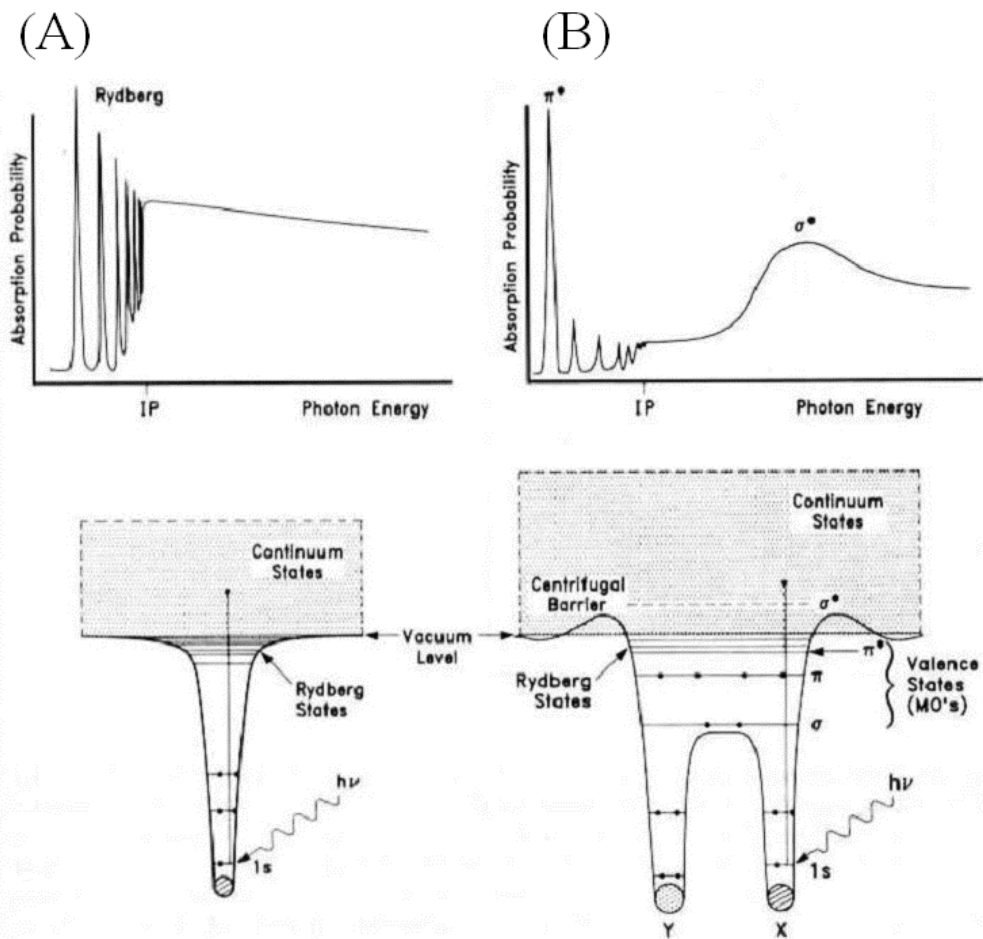 (A)
Rydberg
Absorption Probability
IP
Photon Energy
Continuum
States
Vacuum
Level
Rydberg
States
hν
1s
(B)
π*
σ*
Absorption Probability
IP
Photon Energy
Continuum
States
Centrifugal
Barrier
σ*
π*
Rydberg
States
π
Valence
States
(MO's)
σ
hν
1s
Y
X